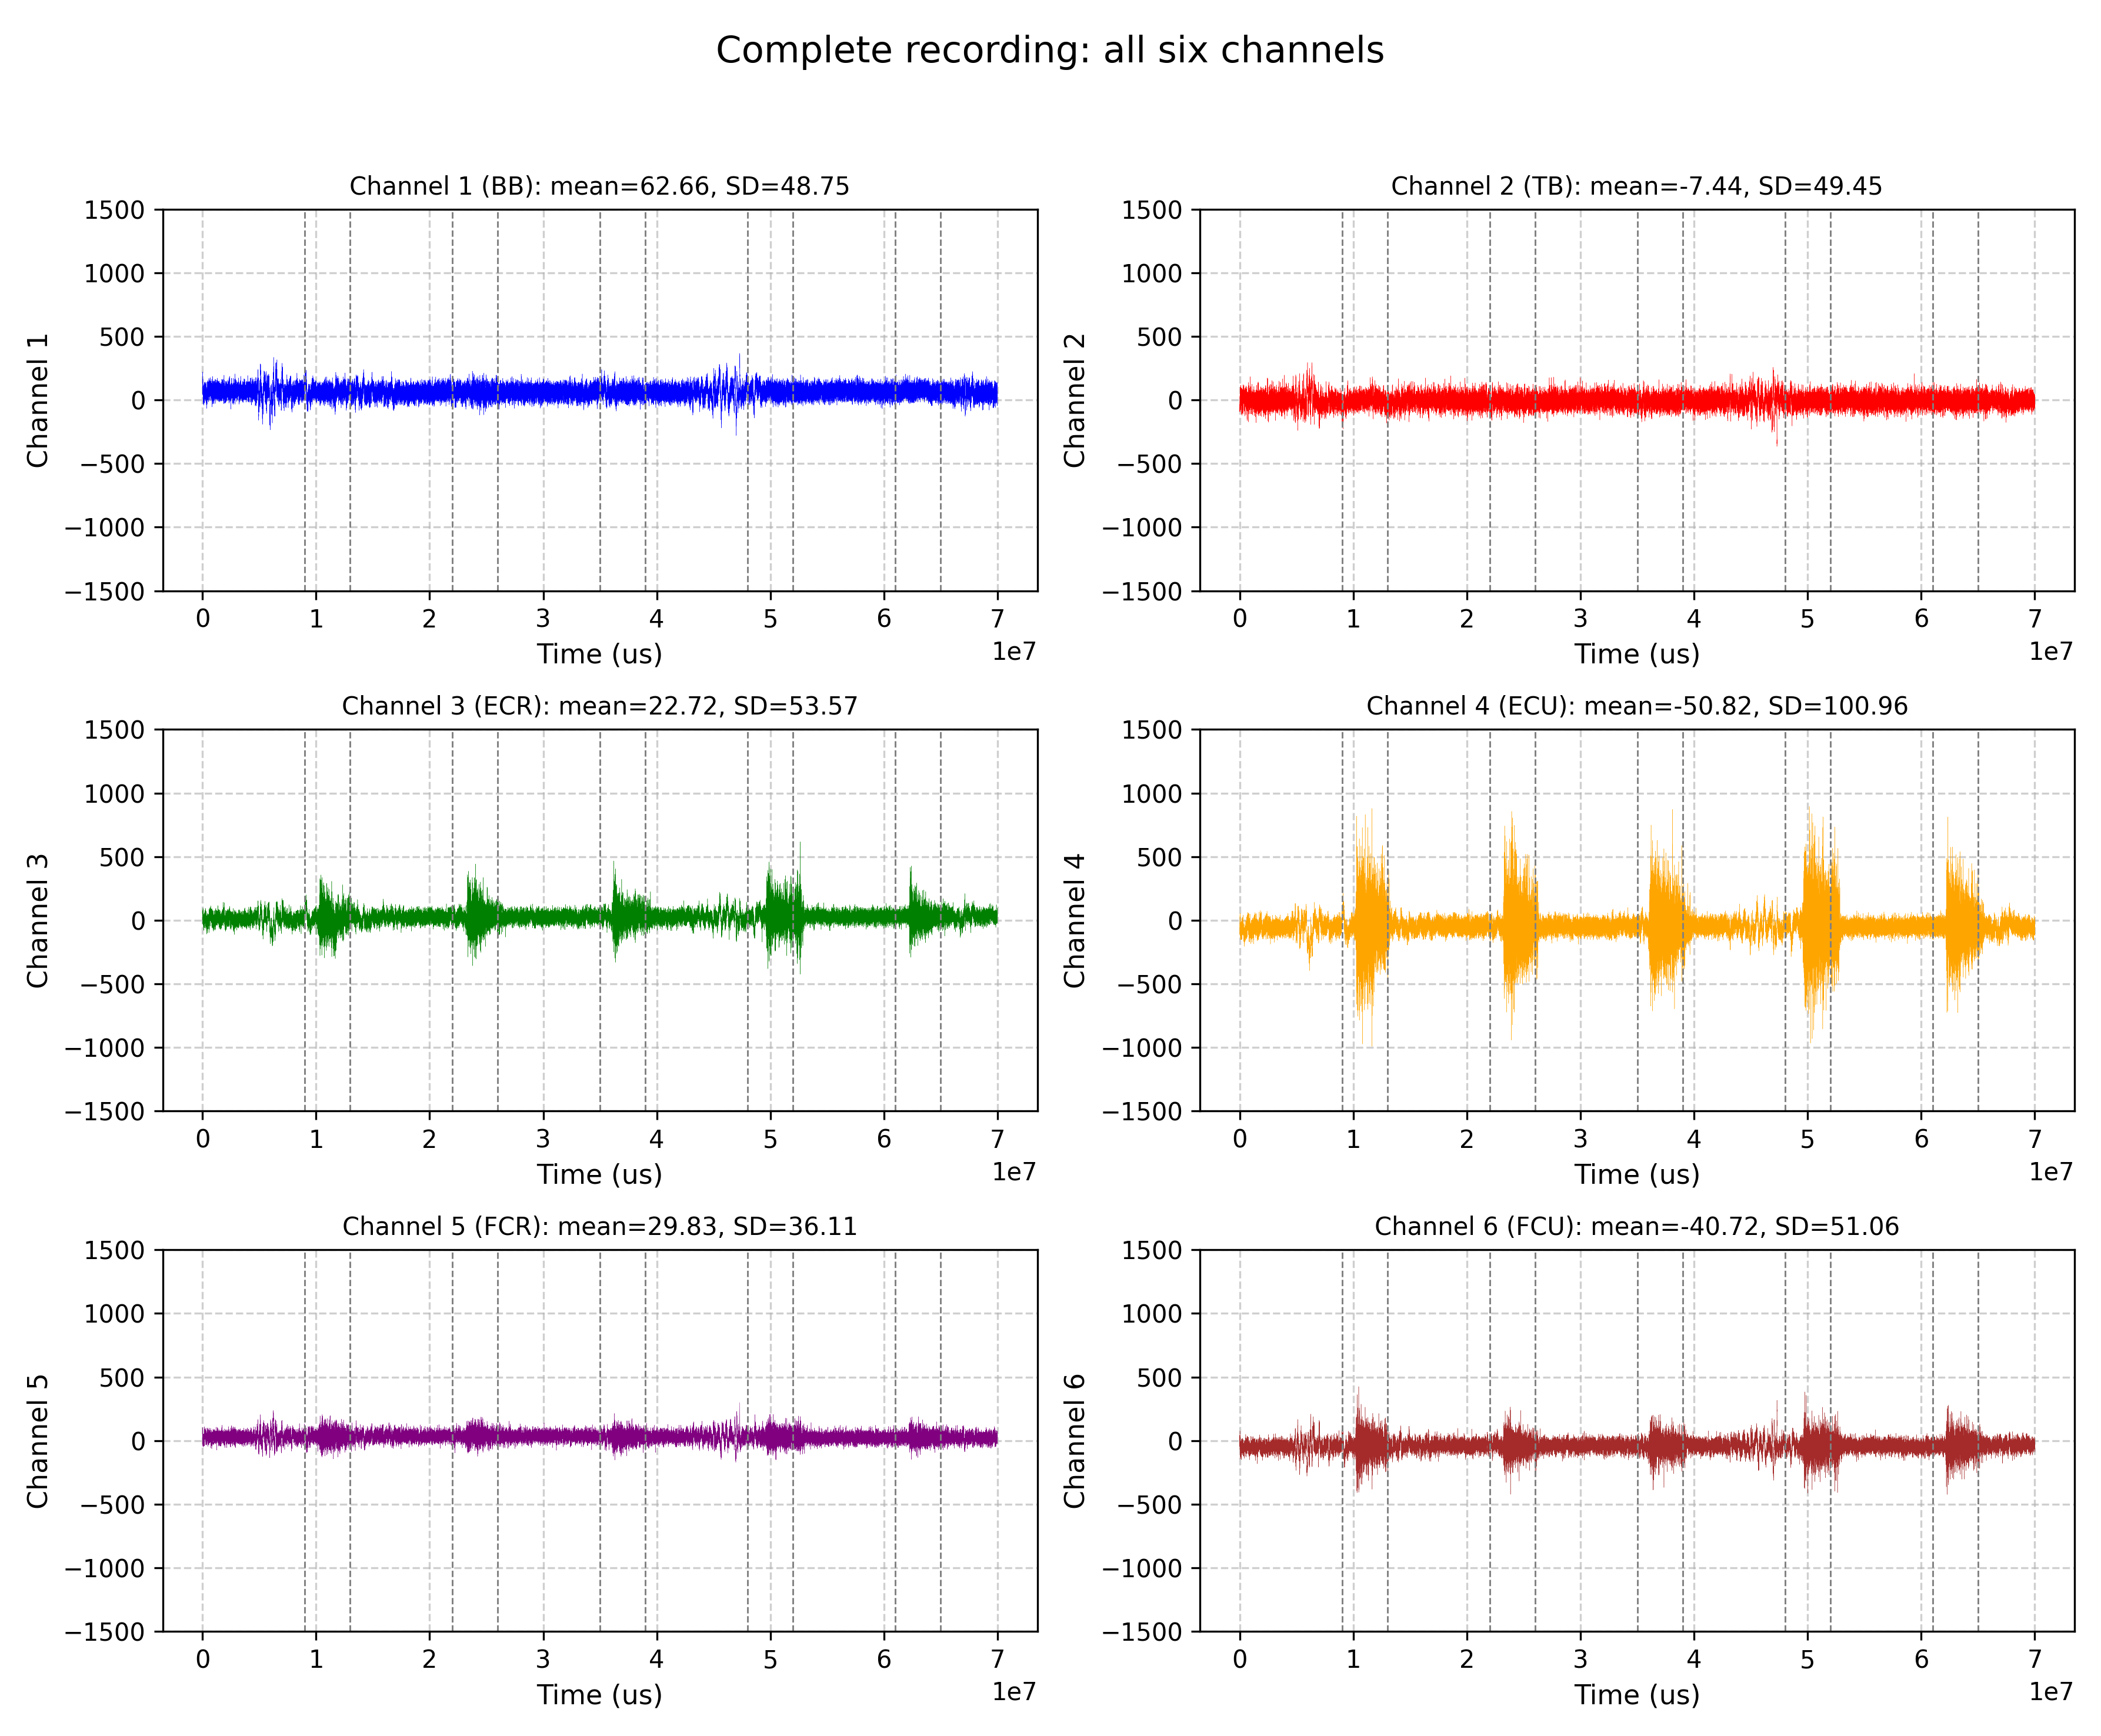 Complete recording: all six channels
Channel 1 (BB): mean=62.66, SD=48.75
1500
1000
500
0
−500
−1000
−1500
Channel 1
0 1 2 3 4 5 6 7
1e7
Time (us)
Channel 2 (TB): mean=-7.44, SD=49.45
1500
1000
500
0
−500
−1000
−1500
Channel 2
0 1 2 3 4 5 6 7
1e7
Time (us)
Channel 3 (ECR): mean=22.72, SD=53.57
1500
1000
500
0
−500
−1000
−1500
Channel 3
0 1 2 3 4 5 6 7
1e7
Time (us)
Channel 4 (ECU): mean=-50.82, SD=100.96
1500
1000
500
0
−500
−1000
−1500
Channel 4
0 1 2 3 4 5 6 7
1e7
Time (us)
Channel 5 (FCR): mean=29.83, SD=36.11
1500
1000
500
0
−500
−1000
−1500
Channel 5
0 1 2 3 4 5 6 7
1e7
Time (us)
Channel 6 (FCU): mean=-40.72, SD=51.06
1500
1000
500
0
−500
−1000
−1500
Channel 6
0 1 2 3 4 5 6 7
1e7
Time (us)